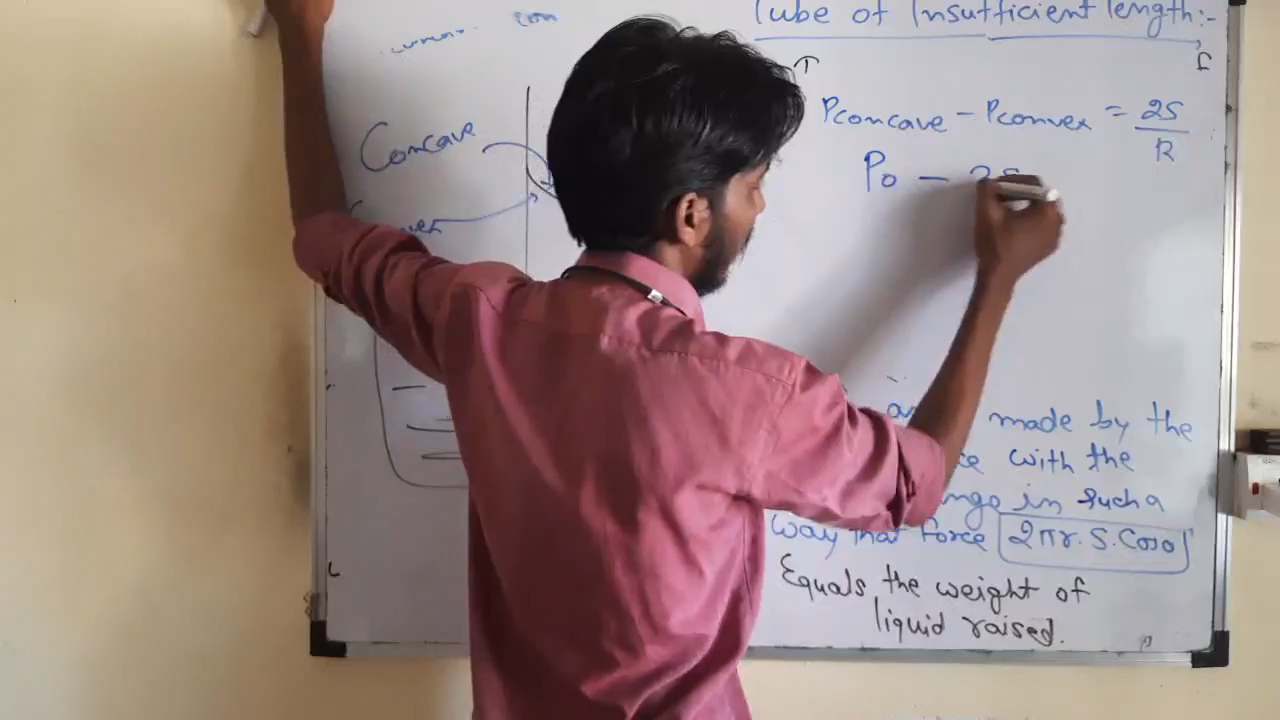 Tube of Insufficient length:-
Concave
Pconcave - Pconvex = 2S
R
P0 - 2S
made by the
with the
in such a
way that force 2πr.S.Cosθ
Equals the weight of
liquid raised.